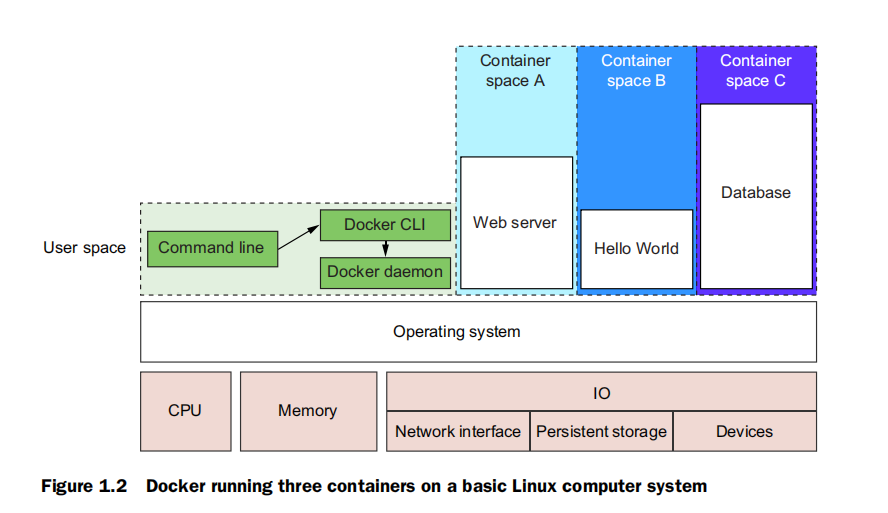 Container
space A
Container
space B
Container
space C
Database
Web server
Docker CLI
User space
Command line
Hello World
Docker daemon
Operating system
CPU
Memory
IO
Network interface
Persistent storage
Devices
Figure 1.2 Docker running three containers on a basic Linux computer system